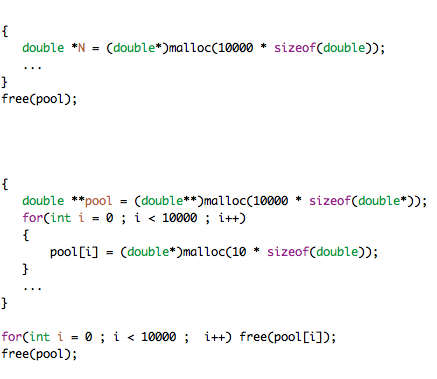 {
double *N = (double*)malloc(10000 * sizeof(double));
...
}
free(pool);
{
double **pool = (double**)malloc(10000 * sizeof(double*));
for(int i = 0 ; i < 10000 ; i++)
{
pool[i] = (double*)malloc(10 * sizeof(double));
}
...
}
for(int i = 0 ; i < 10000 ;  i++) free(pool[i]);
free(pool);